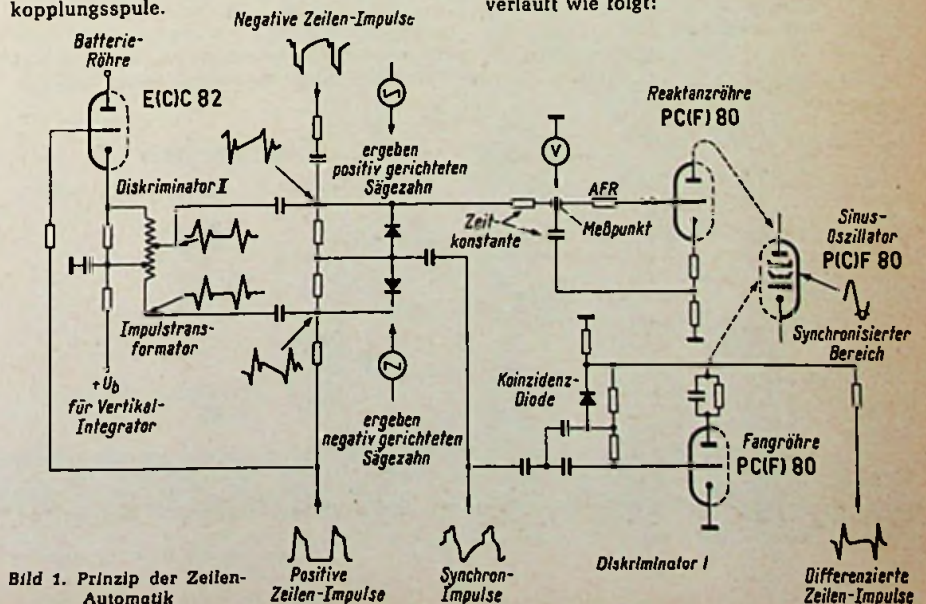 kopplungsspule.
verläuft wie folgt:
Negative Zeilen-Impulse
Batterie-
Röhre
E(C)C 82
Diskriminator II
ergeben
positiv gerichteten
Sägezahn
V
Reaktanzröhre
PC(F) 80
AFR
Meßpunkt
Zeit-
konstante
Sinus-
Oszillator
P(C)F 80
Synchronisierter
Bereich
Impulstrans-
formator
+Ub
für Vertikal-
Integrator
ergeben
negativ gerichteten
Sägezahn
Koinzidenz-
Diode
Fangröhre
PC(F) 80
Bild 1. Prinzip der Zeilen-
Automatik
Positive
Zeilen-Impulse
Synchron-
Impulse
Diskriminator I
Differenzierte
Zeilen-Impulse